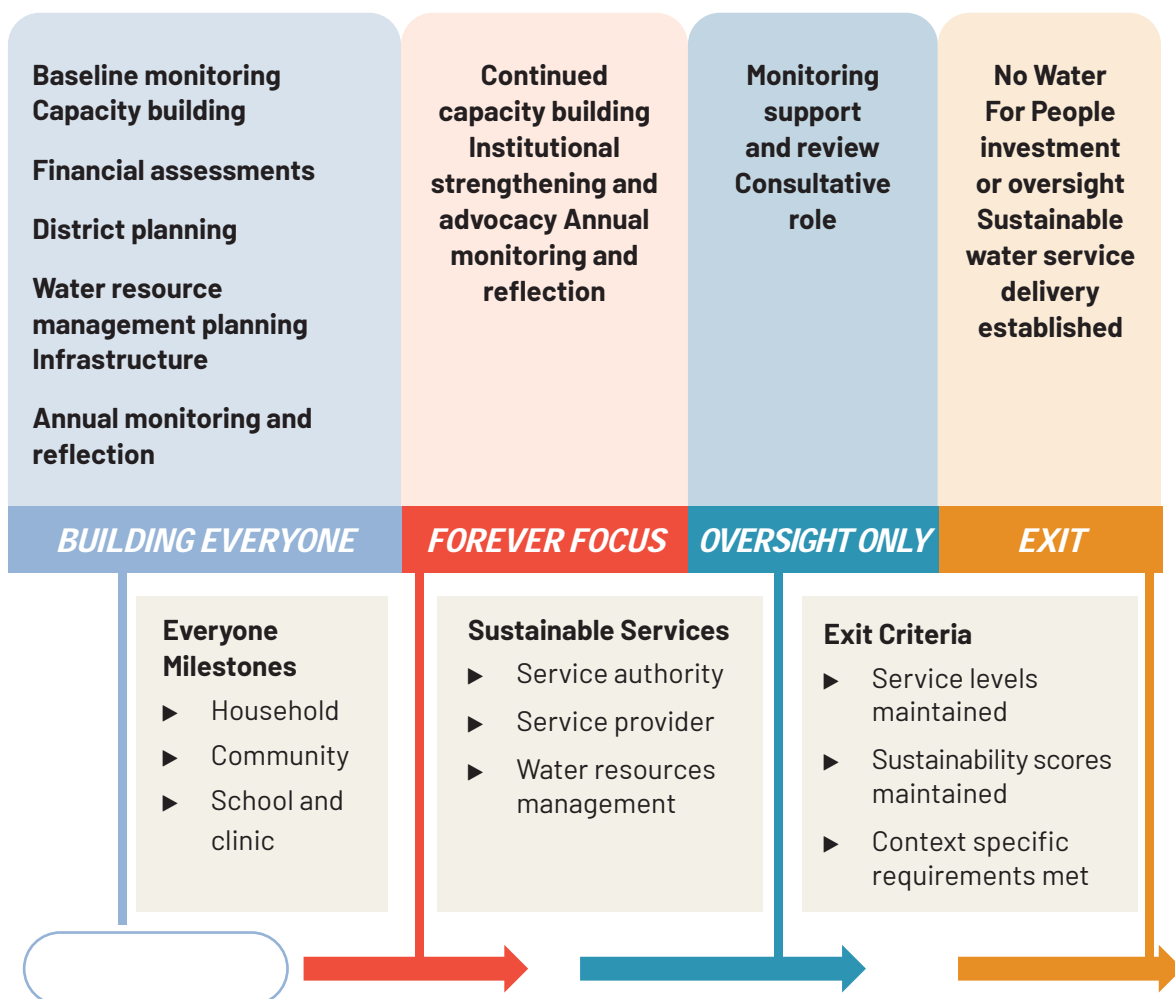 Baseline monitoring
Capacity building
Financial assessments
District planning
Water resource
management planning
Infrastructure
Annual monitoring and
reflection
Continued
capacity building
Institutional
strengthening and
advocacy Annual
monitoring and
reflection
Monitoring
support
and review
Consultative
role
No Water
For People
investment
or oversight
Sustainable
water service
delivery
established
BUILDING EVERYONE
FOREVER FOCUS
OVERSIGHT ONLY
EXIT
Everyone
Milestones
► Household
► Community
► School and
clinic
Sustainable Services
► Service authority
► Service provider
► Water resources
management
Exit Criteria
► Service levels
maintained
► Sustainability scores
maintained
► Context specific
requirements met